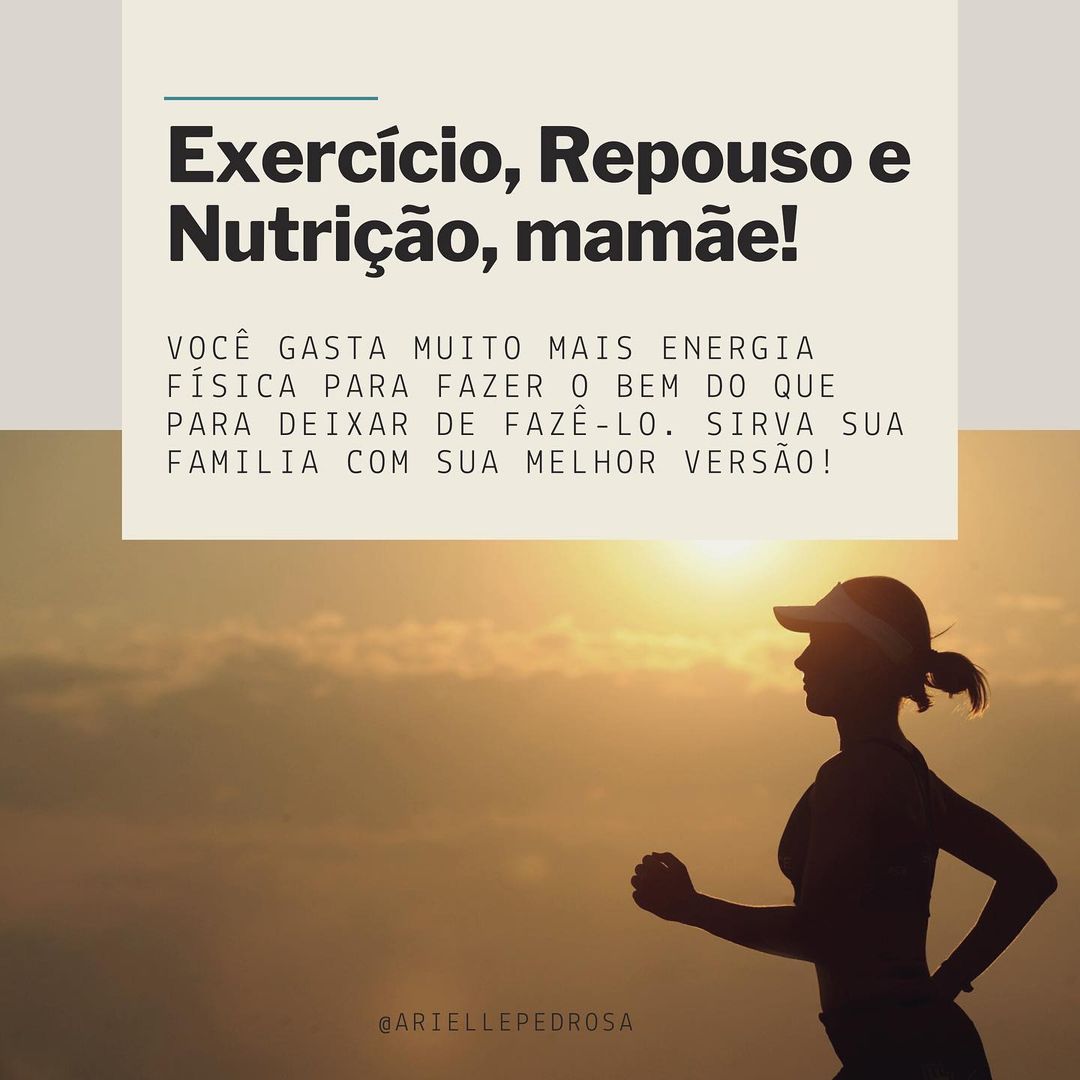 Exercício, Repouso e
Nutrição, mamãe!
VOCÊ GASTA MUITO MAIS ENERGIA
FÍSICA PARA FAZER O BEM DO QUE
PARA DEIXAR DE FAZÊ-LO. SIRVA SUA
FAMILIA COM SUA MELHOR VERSÃO!
@ARIELLEPEDROSA